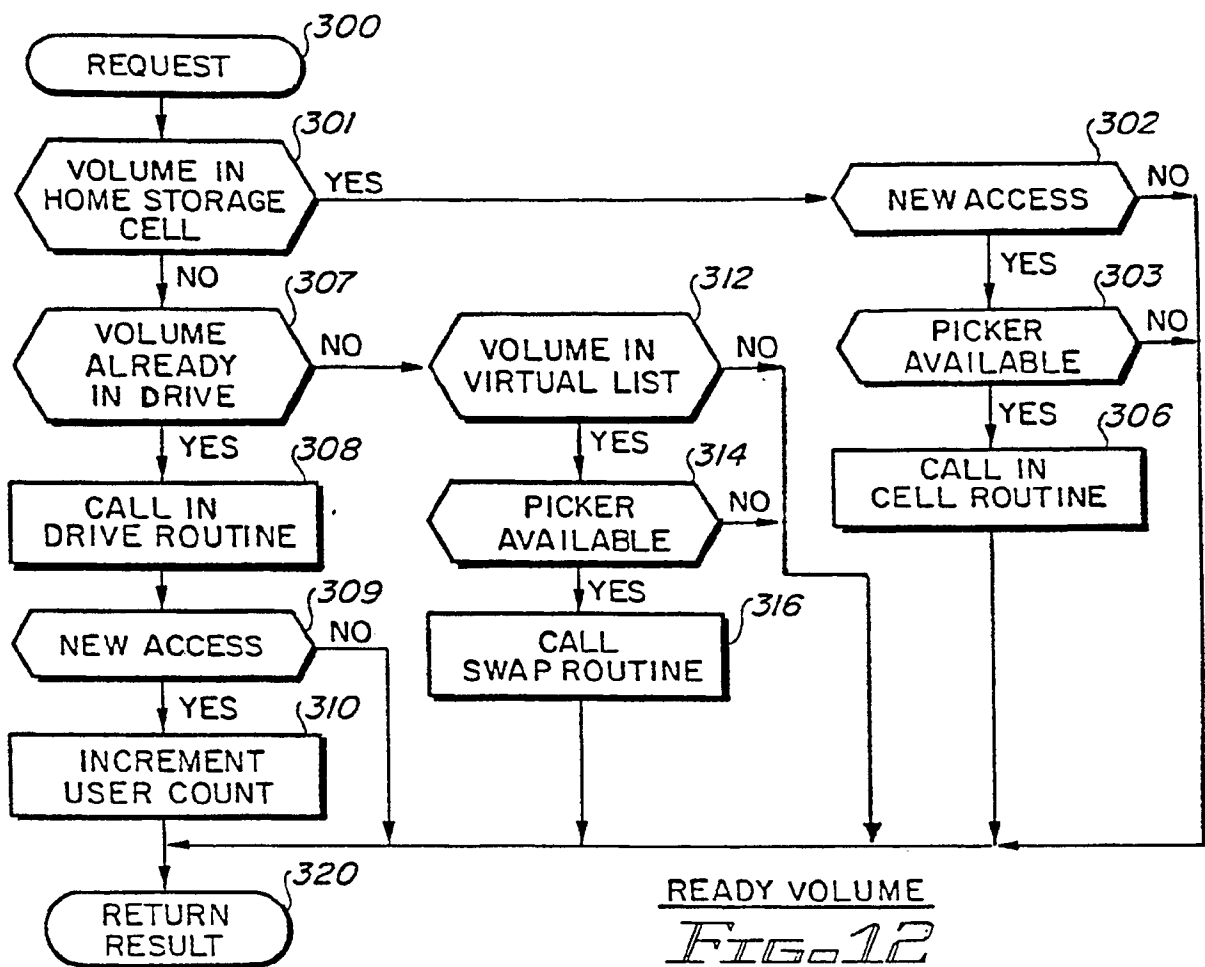 300
REQUEST
301
VOLUME IN
HOME STORAGE
CELL
YES
NO
302
NEW ACCESS
NO
YES
307
VOLUME
ALREADY
IN DRIVE
NO
YES
312
VOLUME IN
VIRTUAL LIST
NO
YES
303
PICKER
AVAILABLE
NO
YES
308
CALL IN
DRIVE ROUTINE
314
PICKER
AVAILABLE
NO
YES
306
CALL IN
CELL ROUTINE
309
NEW ACCESS
NO
YES
316
CALL
SWAP ROUTINE
310
INCREMENT
USER COUNT
320
RETURN
RESULT
READY VOLUME
FIG. 12